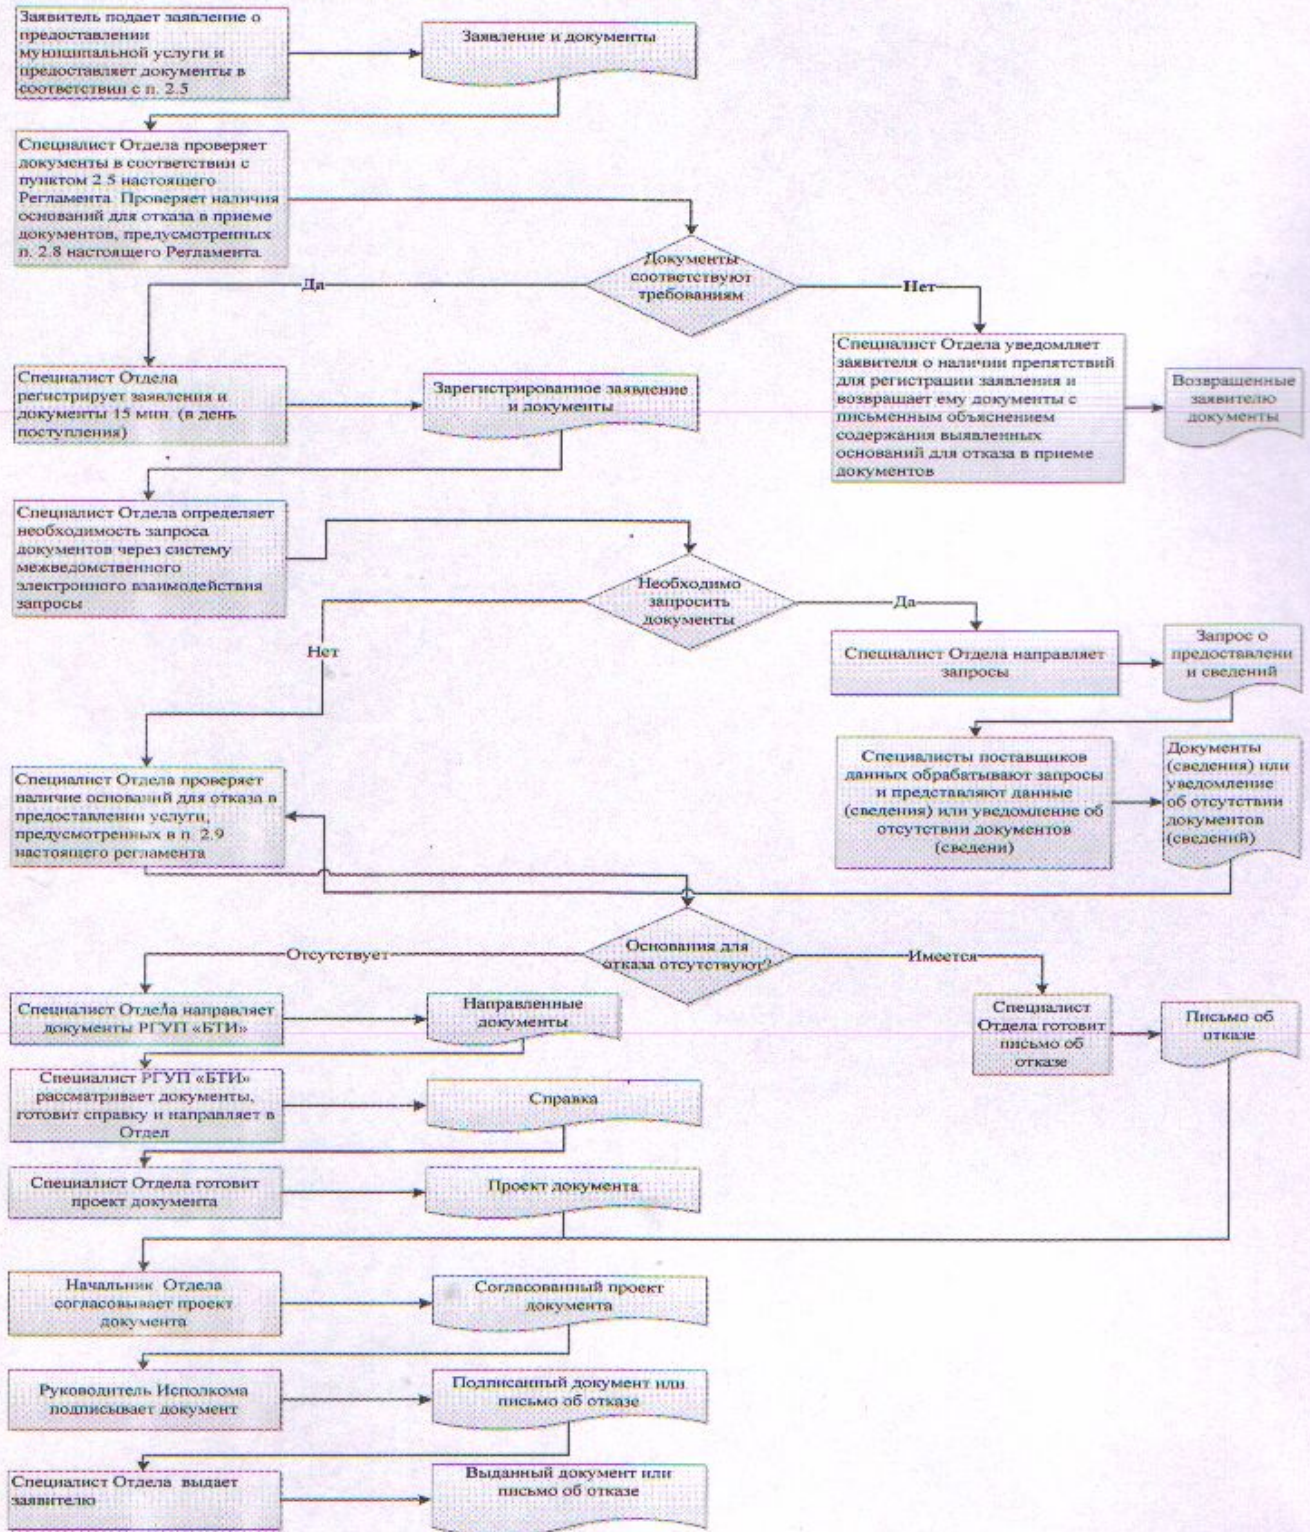 Заявитель подает заявление о
предоставлении
муниципальной услуги и
предоставляет документы в
соответствии с п. 2.5
Заявление и документы
Специалист Отдела проверяет
документы в соответствии с
пунктом 2.5 настоящего
Регламента. Проверяет наличия
оснований для отказа в приеме
документов, предусмотренных
п. 2.8 настоящего Регламента.
Документы
соответствуют
требованиям
Да
Нет
Специалист Отдела
регистрирует заявления и
документы 15 мин. (в день
поступления)
Зарегистрированное заявление
и документы
Специалист Отдела уведомляет
заявителя о наличии препятствий
для регистрации заявления и
возвращает ему документы с
письменным объяснением
содержания выявленных
оснований для отказа в приеме
документов
Возвращенные
заявителю
документы
Специалист Отдела определяет
необходимость запроса
документов через систему
межведомственного
электронного взаимодействия
запросы
Необходимо
запросить
документы
Нет
Да
Специалист Отдела направляет
запросы
Запрос о
предоставлени
и сведений
Специалист Отдела проверяет
наличие оснований для отказа в
предоставлении услуги,
предусмотренных в п. 2.9
настоящего регламента
Специалисты поставщиков
данных обрабатывают запросы
и представляют данные
(сведения) или уведомление об
отсутствии документов
(сведени)
Документы
(сведения) или
уведомление
об отсутствии
документов
(сведений)
Основания для
отказа отсутствуют?
Отсутствует
Имеется
Специалист Отдела направляет
документы РГУП «БТИ»
Направленные
документы
Специалист
Отдела готовит
письмо об
отказе
Письмо об
отказе
Специалист РГУП «БТИ»
рассматривает документы,
готовит справку и направляет в
Отдел
Справка
Специалист Отдела готовит
проект документа
Проект документа
Начальник Отдела
согласовывает проект
документа
Согласованный проект
документа
Руководитель Исполкома
подписывает документ
Подписанный документ или
письмо об отказе
Специалист Отдела выдает
заявителю
Выданный документ или
письмо об отказе